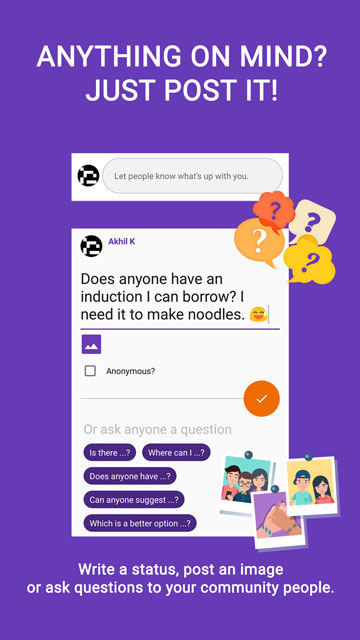 ANYTHING ON MIND?
JUST POST IT!
Let people know what's up with you.
? ?
? ?
Akhil K
Does anyone have an
induction I can borrow? I
need it to make noodles. 😅
Anonymous?
Or ask anyone a question
Is there ...? Where can I ...?
Does anyone have ...?
Can anyone suggest ...?
Which is a better option ...?
Write a status, post an image
or ask questions to your community people.